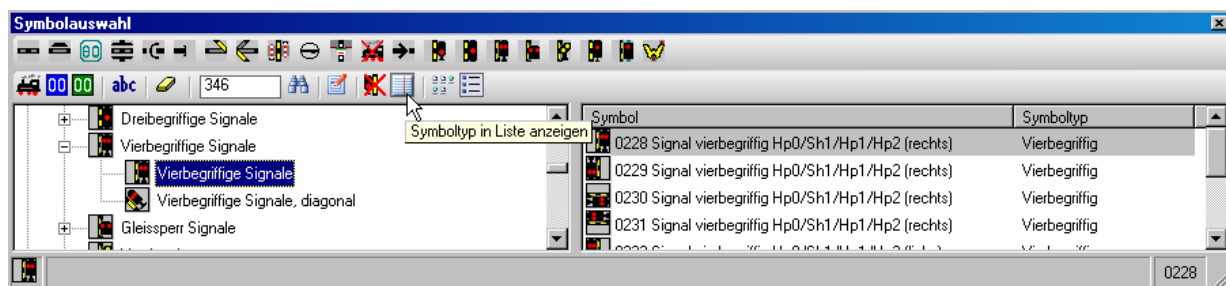 Symbolauswahl
00 00 abc 346
Dreibegriffige Signale
Symboltyp in Liste anzeigen
Symbol Symboltyp
Vierbegriffige Signale
0228 Signal vierbegriffig Hp0/Sh1/Hp1/Hp2 (rechts) Vierbegriffig
Vierbegriffige Signale
0229 Signal vierbegriffig Hp0/Sh1/Hp1/Hp2 (rechts) Vierbegriffig
Vierbegriffige Signale, diagonal
0230 Signal vierbegriffig Hp0/Sh1/Hp1/Hp2 (rechts) Vierbegriffig
Gleissperr Signale
0231 Signal vierbegriffig Hp0/Sh1/Hp1/Hp2 (rechts) Vierbegriffig
0228